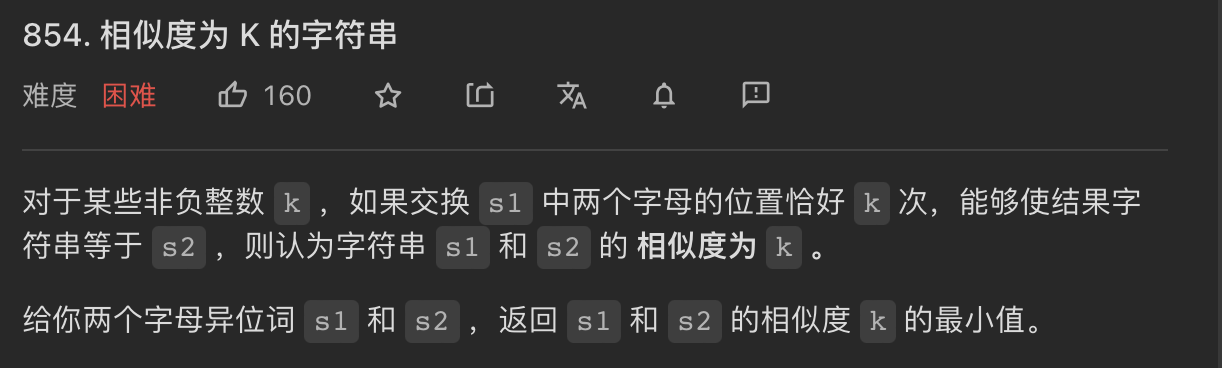 854. 相似度为 K 的字符串
难度 困难 160
对于某些非负整数 k ，如果交换 s1 中两个字母的位置恰好 k 次，能够使结果字
符串等于 s2 ，则认为字符串 s1 和 s2 的 相似度为 k 。
给你两个字母异位词 s1 和 s2 ，返回 s1 和 s2 的相似度 k 的最小值。